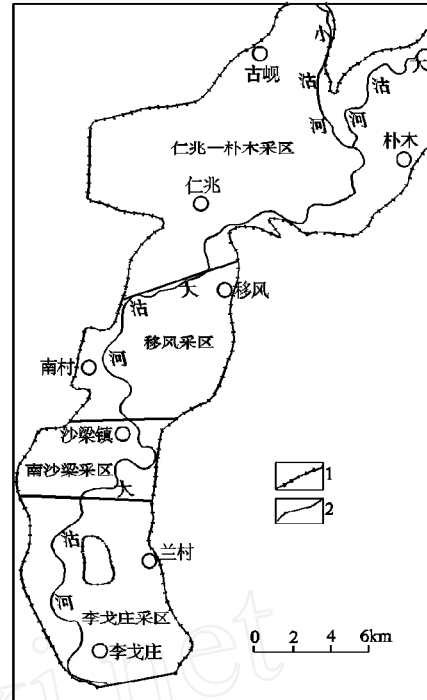 小
沽
河
大
沽
河
古岘
朴木
仁兆一朴木采区
仁兆
大
沽
河
移风
移风采区
南村
沙梁镇
南沙梁采区
大
沽
河
兰村
李戈庄采区
李戈庄
1
2
0 2 4 6km